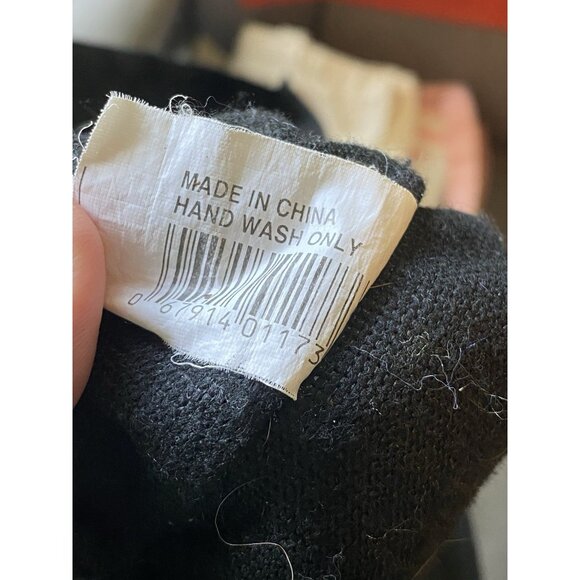 MADE IN CHINA
HAND WASH ONLY
0 67914 01173